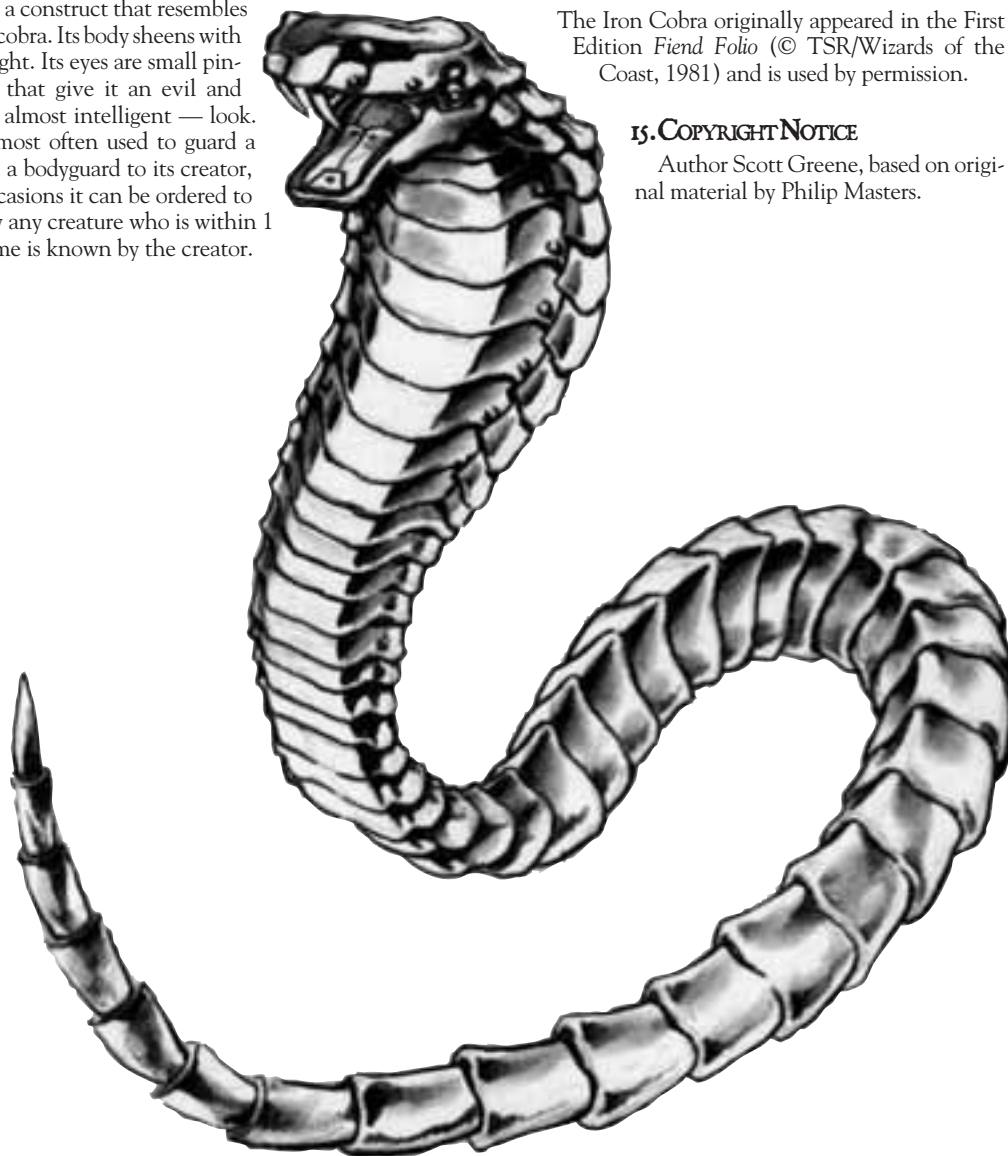 a construct that resembles
cobra. Its body sheens with
ght. Its eyes are small pin-
that give it an evil and
almost intelligent — look.
most often used to guard a
a bodyguard to its creator,
casions it can be ordered to
any creature who is within 1
me is known by the creator.
The Iron Cobra originally appeared in the First
Edition Fiend Folio (© TSR/Wizards of the
Coast, 1981) and is used by permission.
15. Copyright Notice
Author Scott Greene, based on origi-
nal material by Philip Masters.